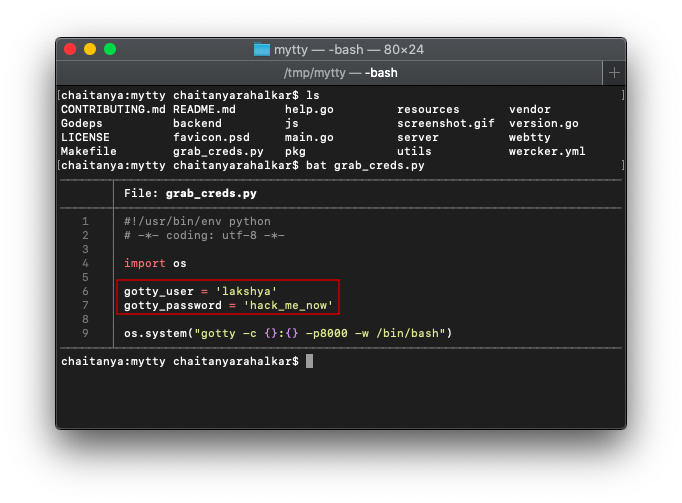 mytty — -bash — 80×24
/tmp/mytty — -bash
+
[chaitanya:mytty chaitanyarahalkar$ ls ]
CONTRIBUTING.md README.md help.go resources vendor
Godeps backend js screenshot.gif version.go
LICENSE favicon.psd main.go server webtty
Makefile grab_creds.py pkg utils wercker.yml
[chaitanya:mytty chaitanyarahalkar$ bat grab_creds.py ]
File: grab_creds.py
1 #!/usr/bin/env python
2 # -*- coding: utf-8 -*-
3
4 import os
5
6 gotty_user = 'lakshya'
7 gotty_password = 'hack_me_now'
8
9 os.system("gotty -c {}:{} -p8000 -w /bin/bash")
chaitanya:mytty chaitanyarahalkar$